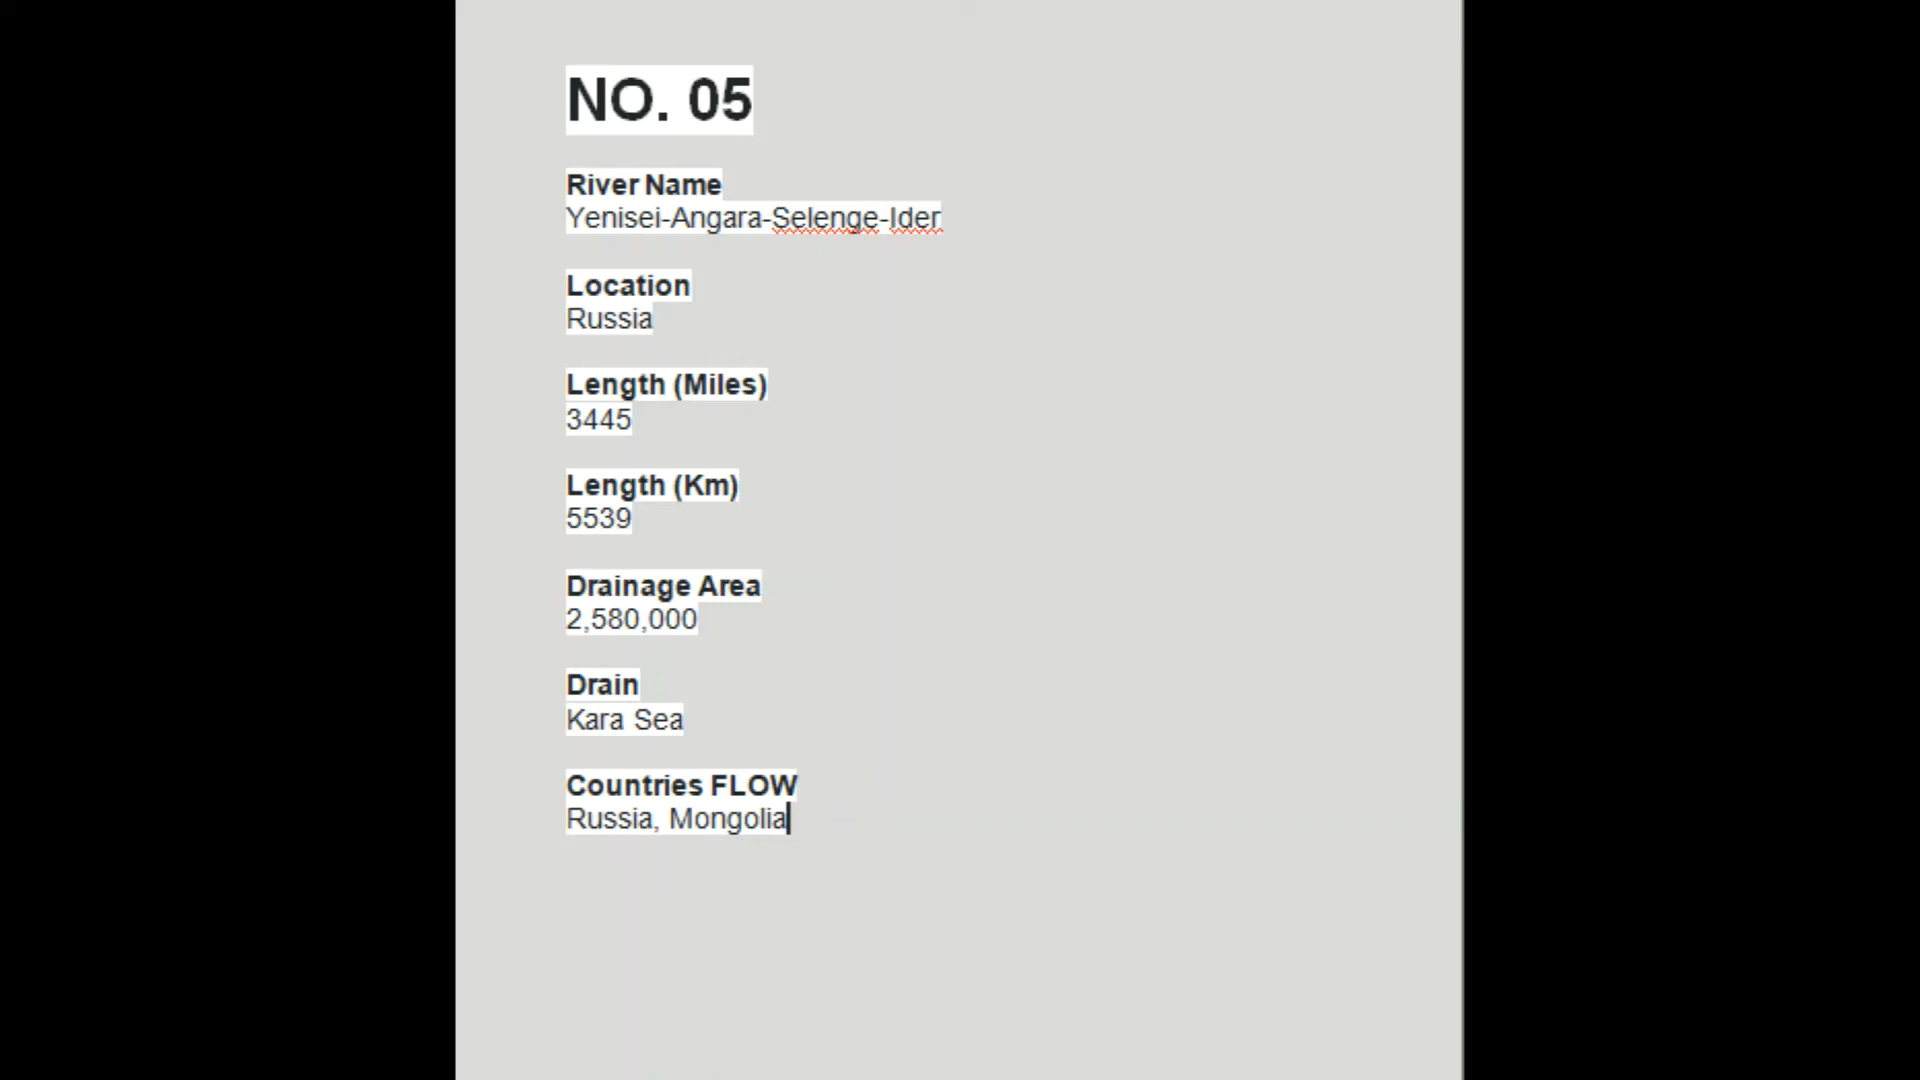 NO. 05
River Name
Yenisei-Angara-Selenge-Ider
Location
Russia
Length (Miles)
3445
Length (Km)
5539
Drainage Area
2,580,000
Drain
Kara Sea
Countries FLOW
Russia, Mongolia